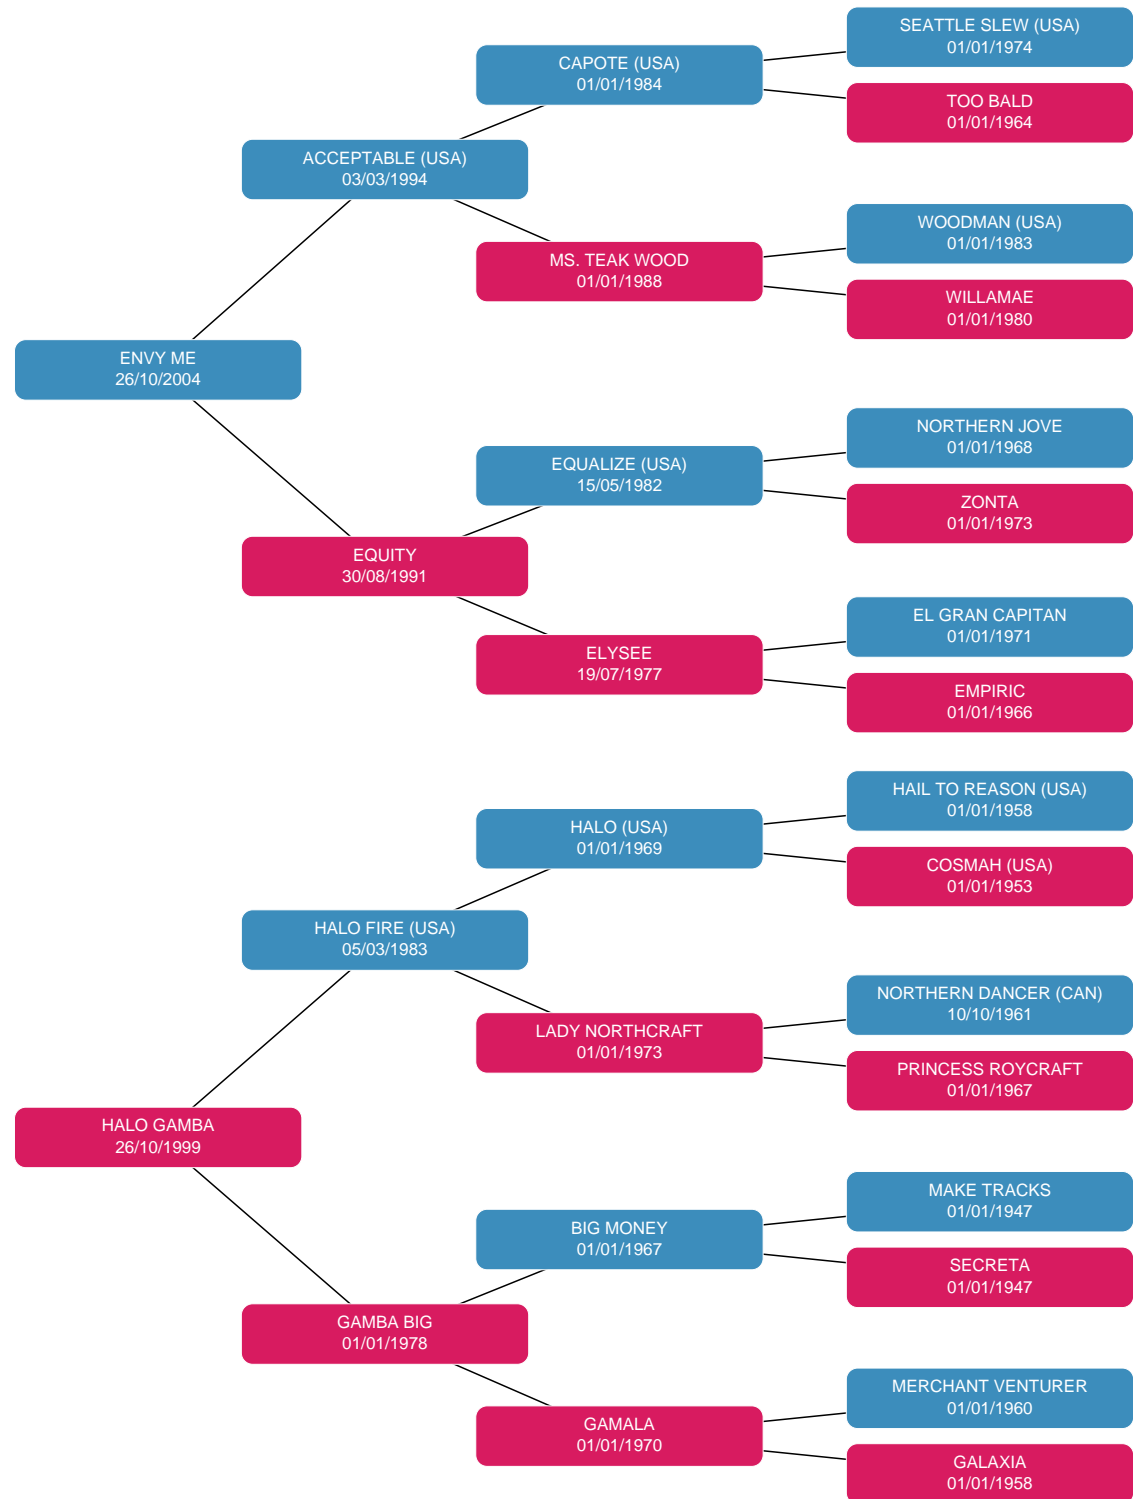 SEATTLE SLEW (USA)
01/01/1974
CAPOTE (USA)
01/01/1984
TOO BALD
01/01/1964
ACCEPTABLE (USA)
03/03/1994
WOODMAN (USA)
01/01/1983
MS. TEAK WOOD
01/01/1988
WILLAMAE
01/01/1980
ENVY ME
26/10/2004
NORTHERN JOVE
01/01/1968
EQUALIZE (USA)
15/05/1982
ZONTA
01/01/1973
EQUITY
30/08/1991
EL GRAN CAPITAN
01/01/1971
ELYSEE
19/07/1977
EMPIRIC
01/01/1966
HAIL TO REASON (USA)
01/01/1958
HALO (USA)
01/01/1969
COSMAH (USA)
01/01/1953
HALO FIRE (USA)
05/03/1983
NORTHERN DANCER (CAN)
10/10/1961
LADY NORTHCRAFT
01/01/1973
PRINCESS ROYCRAFT
01/01/1967
HALO GAMBA
26/10/1999
MAKE TRACKS
01/01/1947
BIG MONEY
01/01/1967
SECRETA
01/01/1947
GAMBA BIG
01/01/1978
MERCHANT VENTURER
01/01/1960
GAMALA
01/01/1970
GALAXIA
01/01/1958